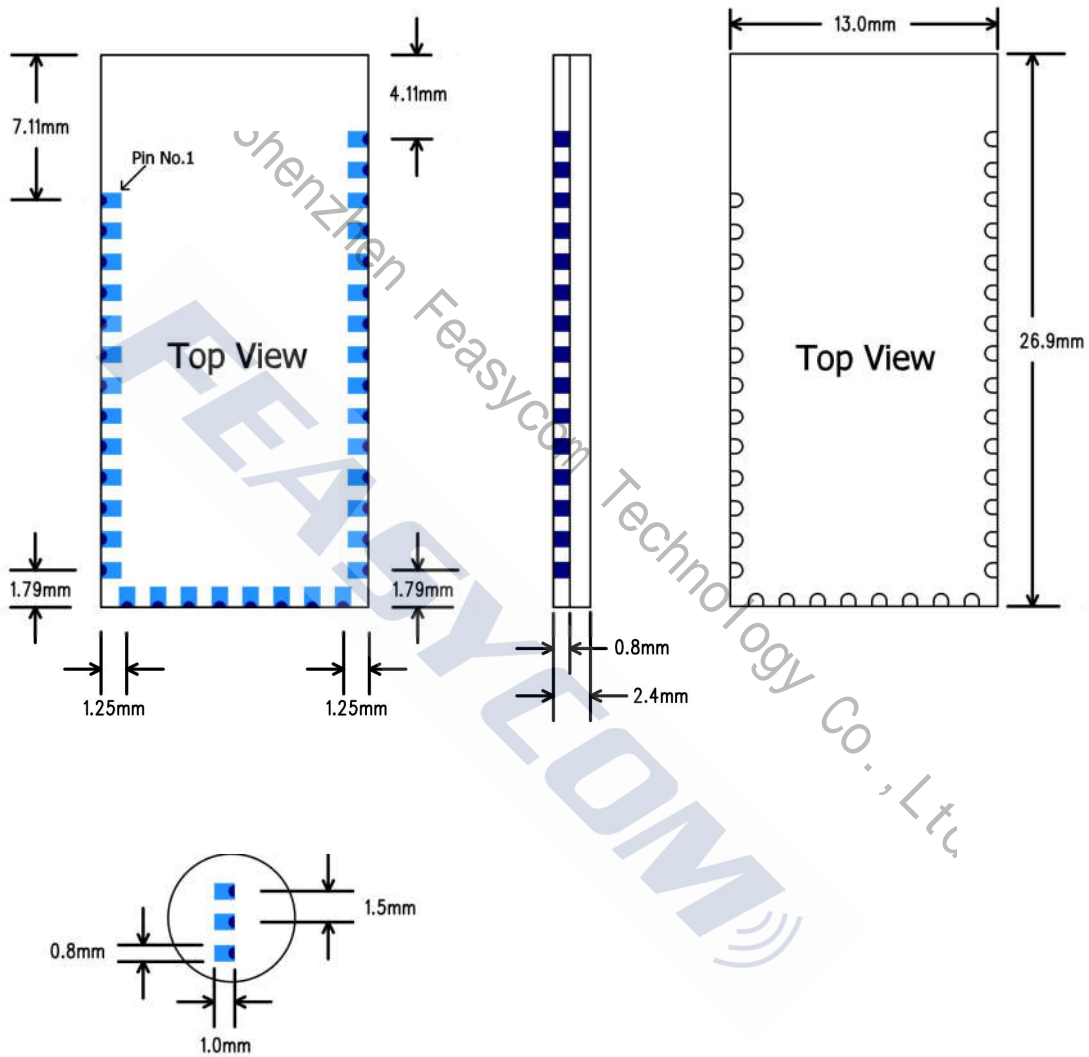 13.0mm
4.11mm
7.11mm
Pin No.1
Top View
Top View
26.9mm
1.79mm
1.79mm
0.8mm
2.4mm
1.25mm
1.25mm
1.5mm
0.8mm
1.0mm
Shenzhen Feasycom Technology Co., Ltd
FEASYCOM